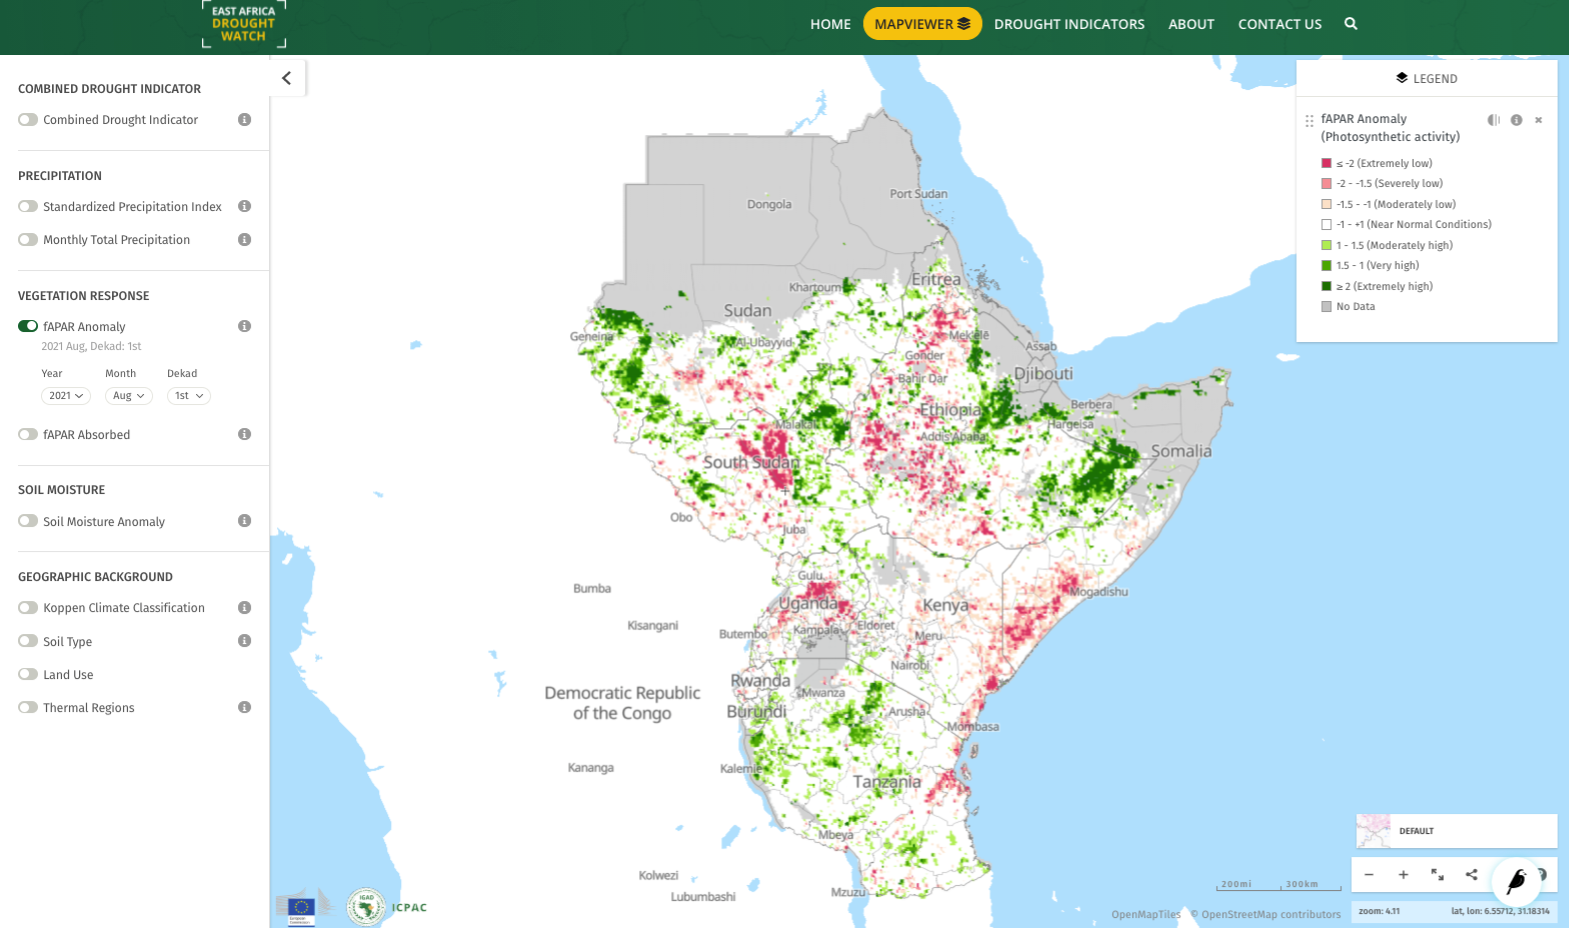 EAST AFRICA
DROUGHT
WATCH
HOME
MAPVIEWER
DROUGHT INDICATORS
ABOUT
CONTACT US
COMBINED DROUGHT INDICATOR
Combined Drought Indicator
PRECIPITATION
Standardized Precipitation Index
Monthly Total Precipitation
VEGETATION RESPONSE
fAPAR Anomaly
2021 Aug, Dekad: 1st
Year Month Dekad
2021 Aug 1st
fAPAR Absorbed
SOIL MOISTURE
Soil Moisture Anomaly
GEOGRAPHIC BACKGROUND
Koppen Climate Classification
Soil Type
Land Use
Thermal Regions
LEGEND
fAPAR Anomaly
(Photosynthetic activity)
≤ -2 (Extremely low)
-2 - -1.5 (Severely low)
-1.5 - -1 (Moderately low)
-1 - +1 (Near Normal Conditions)
1 - 1.5 (Moderately high)
1.5 - 1 (Very high)
≥ 2 (Extremely high)
No Data
Port Sudan
Dongola
Eritrea
Khartoum
Sudan
Geneina
Al-Ubayyid
Mek'elē
Assab
Gonder
Djibouti
Bahir Dar
Berbera
Ethiopia
Malakal
Hargeisa
Addis Ababa
Somalia
South Sudan
Obo
Juba
Gulu
Bumba
Mogadishu
Uganda
Kenya
Kisangani
Butembo
Kampala
Eldoret
Meru
Nairobi
Rwanda
Democratic Republic
of the Congo
Mwanza
Burundi
Arusha
Mombasa
Kananga
Kalemie
Tanzania
Mbeya
Kolwezi
Lubumbashi
Mzuzu
European
Commission
IGAD
ICPAC
DEFAULT
200mi 300km
OpenMapTiles © OpenStreetMap contributors
zoom: 4.11
lat, lon: 6.55712, 31.18314